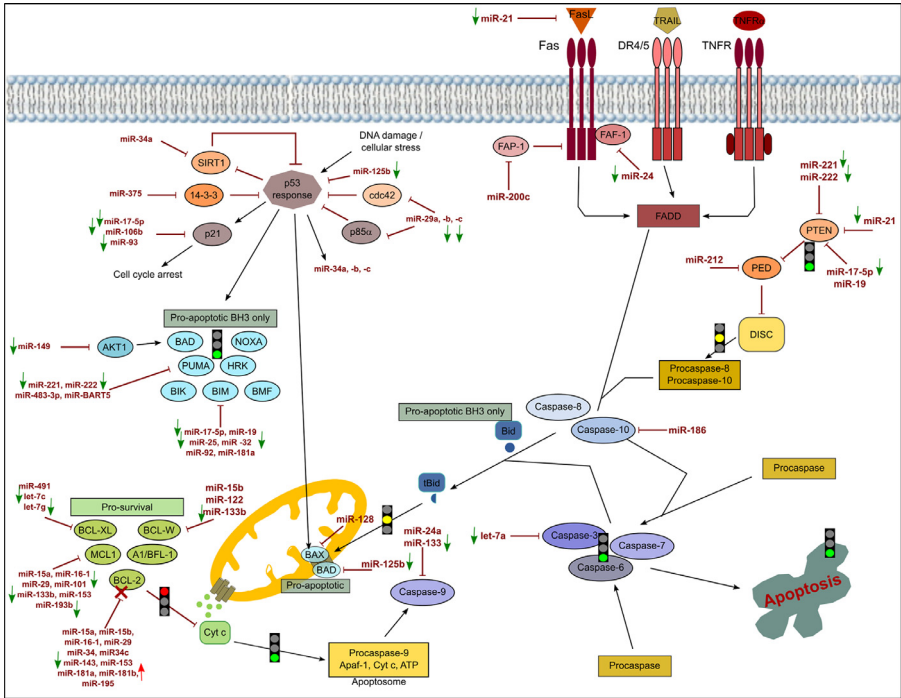 miR-21
FasL
TRAIL
TNFRα
Fas
DR4/5
TNFR
miR-34a
SIRT1
DNA damage /
cellular stress
miR-125b
miR-375
14-3-3
p53
response
cdc42
miR-17-5p
miR-106b
miR-93
p21
p85α
miR-29a, -b, -c
Cell cycle arrest
miR-34a, -b, -c
FAP-1
FAF-1
miR-24
miR-200c
FADD
miR-221
miR-222
PTEN
miR-21
miR-212
PED
miR-17-5p
miR-19
DISC
Procaspase-8
Procaspase-10
Pro-apoptotic BH3 only
BAD
NOXA
PUMA
HRK
BIK
BIM
BMF
miR-149
AKT1
miR-221, miR-222
miR-483-3p, miR-BART5
miR-17-5p, miR-19
miR-25, miR -32
miR-92, miR-181a
Pro-apoptotic BH3 only
Bid
Caspase-8
Caspase-10
miR-186
Procaspase
tBid
miR-491
let-7c
let-7g
Pro-survival
miR-15b
miR-122
miR-133b
BCL-XL
BCL-W
MCL1
A1/BFL-1
BCL-2
miR-15a, miR-16-1
miR-29, miR-101
miR-133b, miR-153
miR-193b
miR-15a, miR-15b,
miR-16-1, miR-29
miR-34, miR34c
miR-143, miR-153
miR-181a, miR-181b,
miR-195
miR-128
BAX
BAD
Pro-apoptotic
miR-125b
miR-24a
miR-133
Caspase-9
Cyt c
Procaspase-9
Apaf-1, Cyt c, ATP
Apoptosome
let-7a
Caspase-3
Caspase-7
Caspase-6
Procaspase
Apoptosis